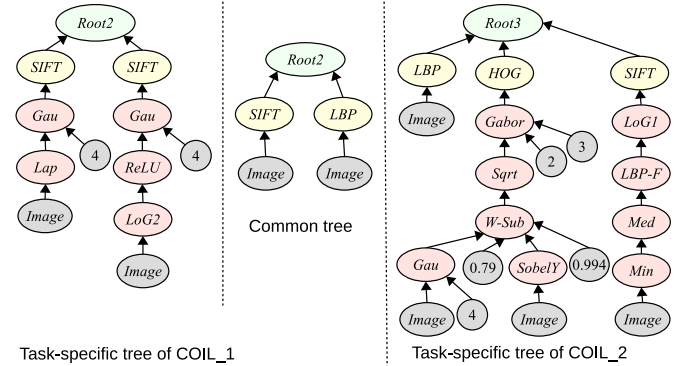 Root2
SIFT SIFT
Gau Gau
4 4
Lap ReLU
Image LoG2
Image
Task-specific tree of COIL_1
Root2
SIFT LBP
Image Image
Common tree
Root3
LBP HOG SIFT
Image Gabor LoG1
2 3
Sqrt LBP-F
W-Sub Med
Gau 0.79 SobelY 0.994 Min
Image 4 Image Image
Task-specific tree of COIL_2